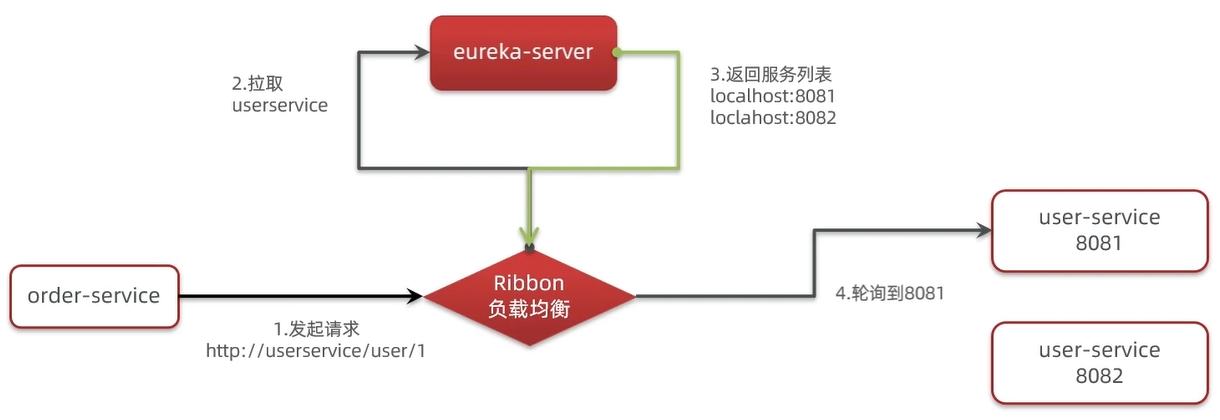 eureka-server
2.拉取
userservice
3.返回服务列表
localhost:8081
loclahost:8082
order-service
1.发起请求
http://userservice/user/1
Ribbon
负载均衡
4.轮询到8081
user-service
8081
user-service
8082